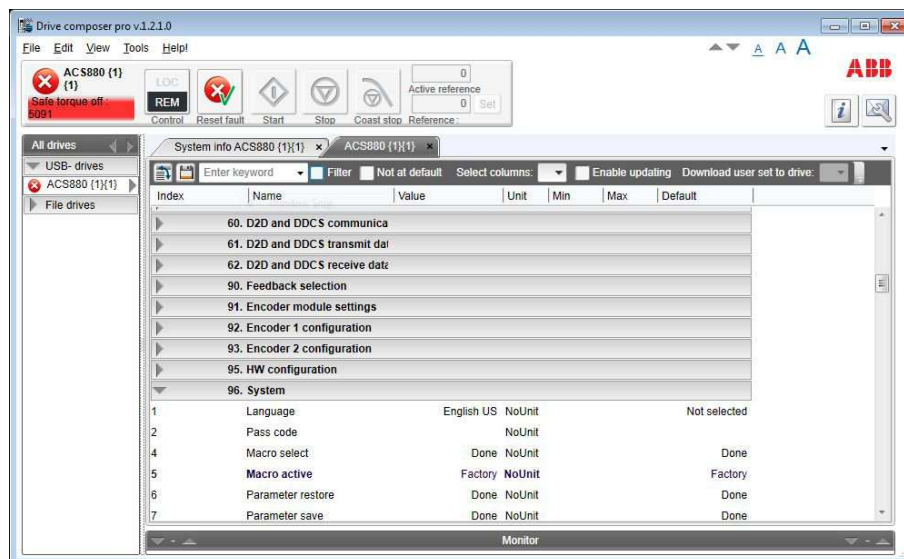 Drive composer pro v.1.2.1.0
File Edit View Tools Help!
A A A
ABB
ACS880 {1}
{1}
Safe torque off :
5091
LOC
REM
Control
Reset fault
Start
Stop
Coast stop
0
Active reference
0
Set
Reference :
i
All drives
USB- drives
ACS880 {1}{1}
File drives
System info ACS880 {1}{1} x
ACS880 {1}{1} x
Enter keyword Filter Not at default Select columns: Enable updating Download user set to drive:
Index Name Value Unit Min Max Default
60. D2D and DDCS communica
61. D2D and DDCS transmit dat
62. D2D and DDCS receive data
90. Feedback selection
91. Encoder module settings
92. Encoder 1 configuration
93. Encoder 2 configuration
95. HW configuration
96. System
1 Language English US NoUnit Not selected
2 Pass code NoUnit
4 Macro select Done NoUnit Done
5 Macro active Factory NoUnit Factory
6 Parameter restore Done NoUnit Done
7 Parameter save Done NoUnit Done
Monitor